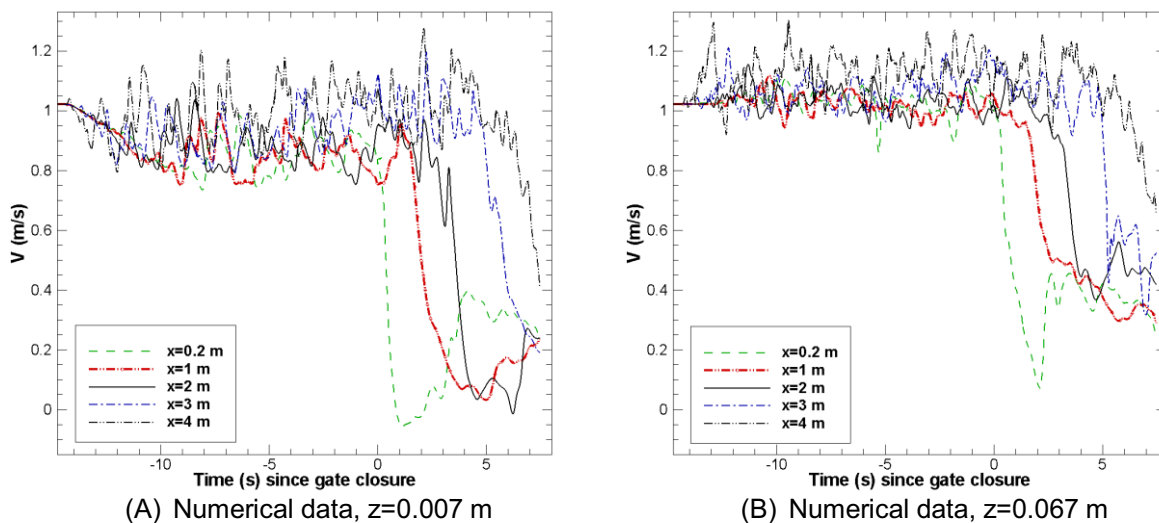 1.2
1
0.8
0.6
0.4
0.2
0
V (m/s)
x=0.2 m
x=1 m
x=2 m
x=3 m
x=4 m
-10
-5
0
5
Time (s) since gate closure
(A) Numerical data, z=0.007 m
1.2
1
0.8
0.6
0.4
0.2
0
V (m/s)
x=0.2 m
x=1 m
x=2 m
x=3 m
x=4 m
-10
-5
0
5
Time (s) since gate closure
(B) Numerical data, z=0.067 m